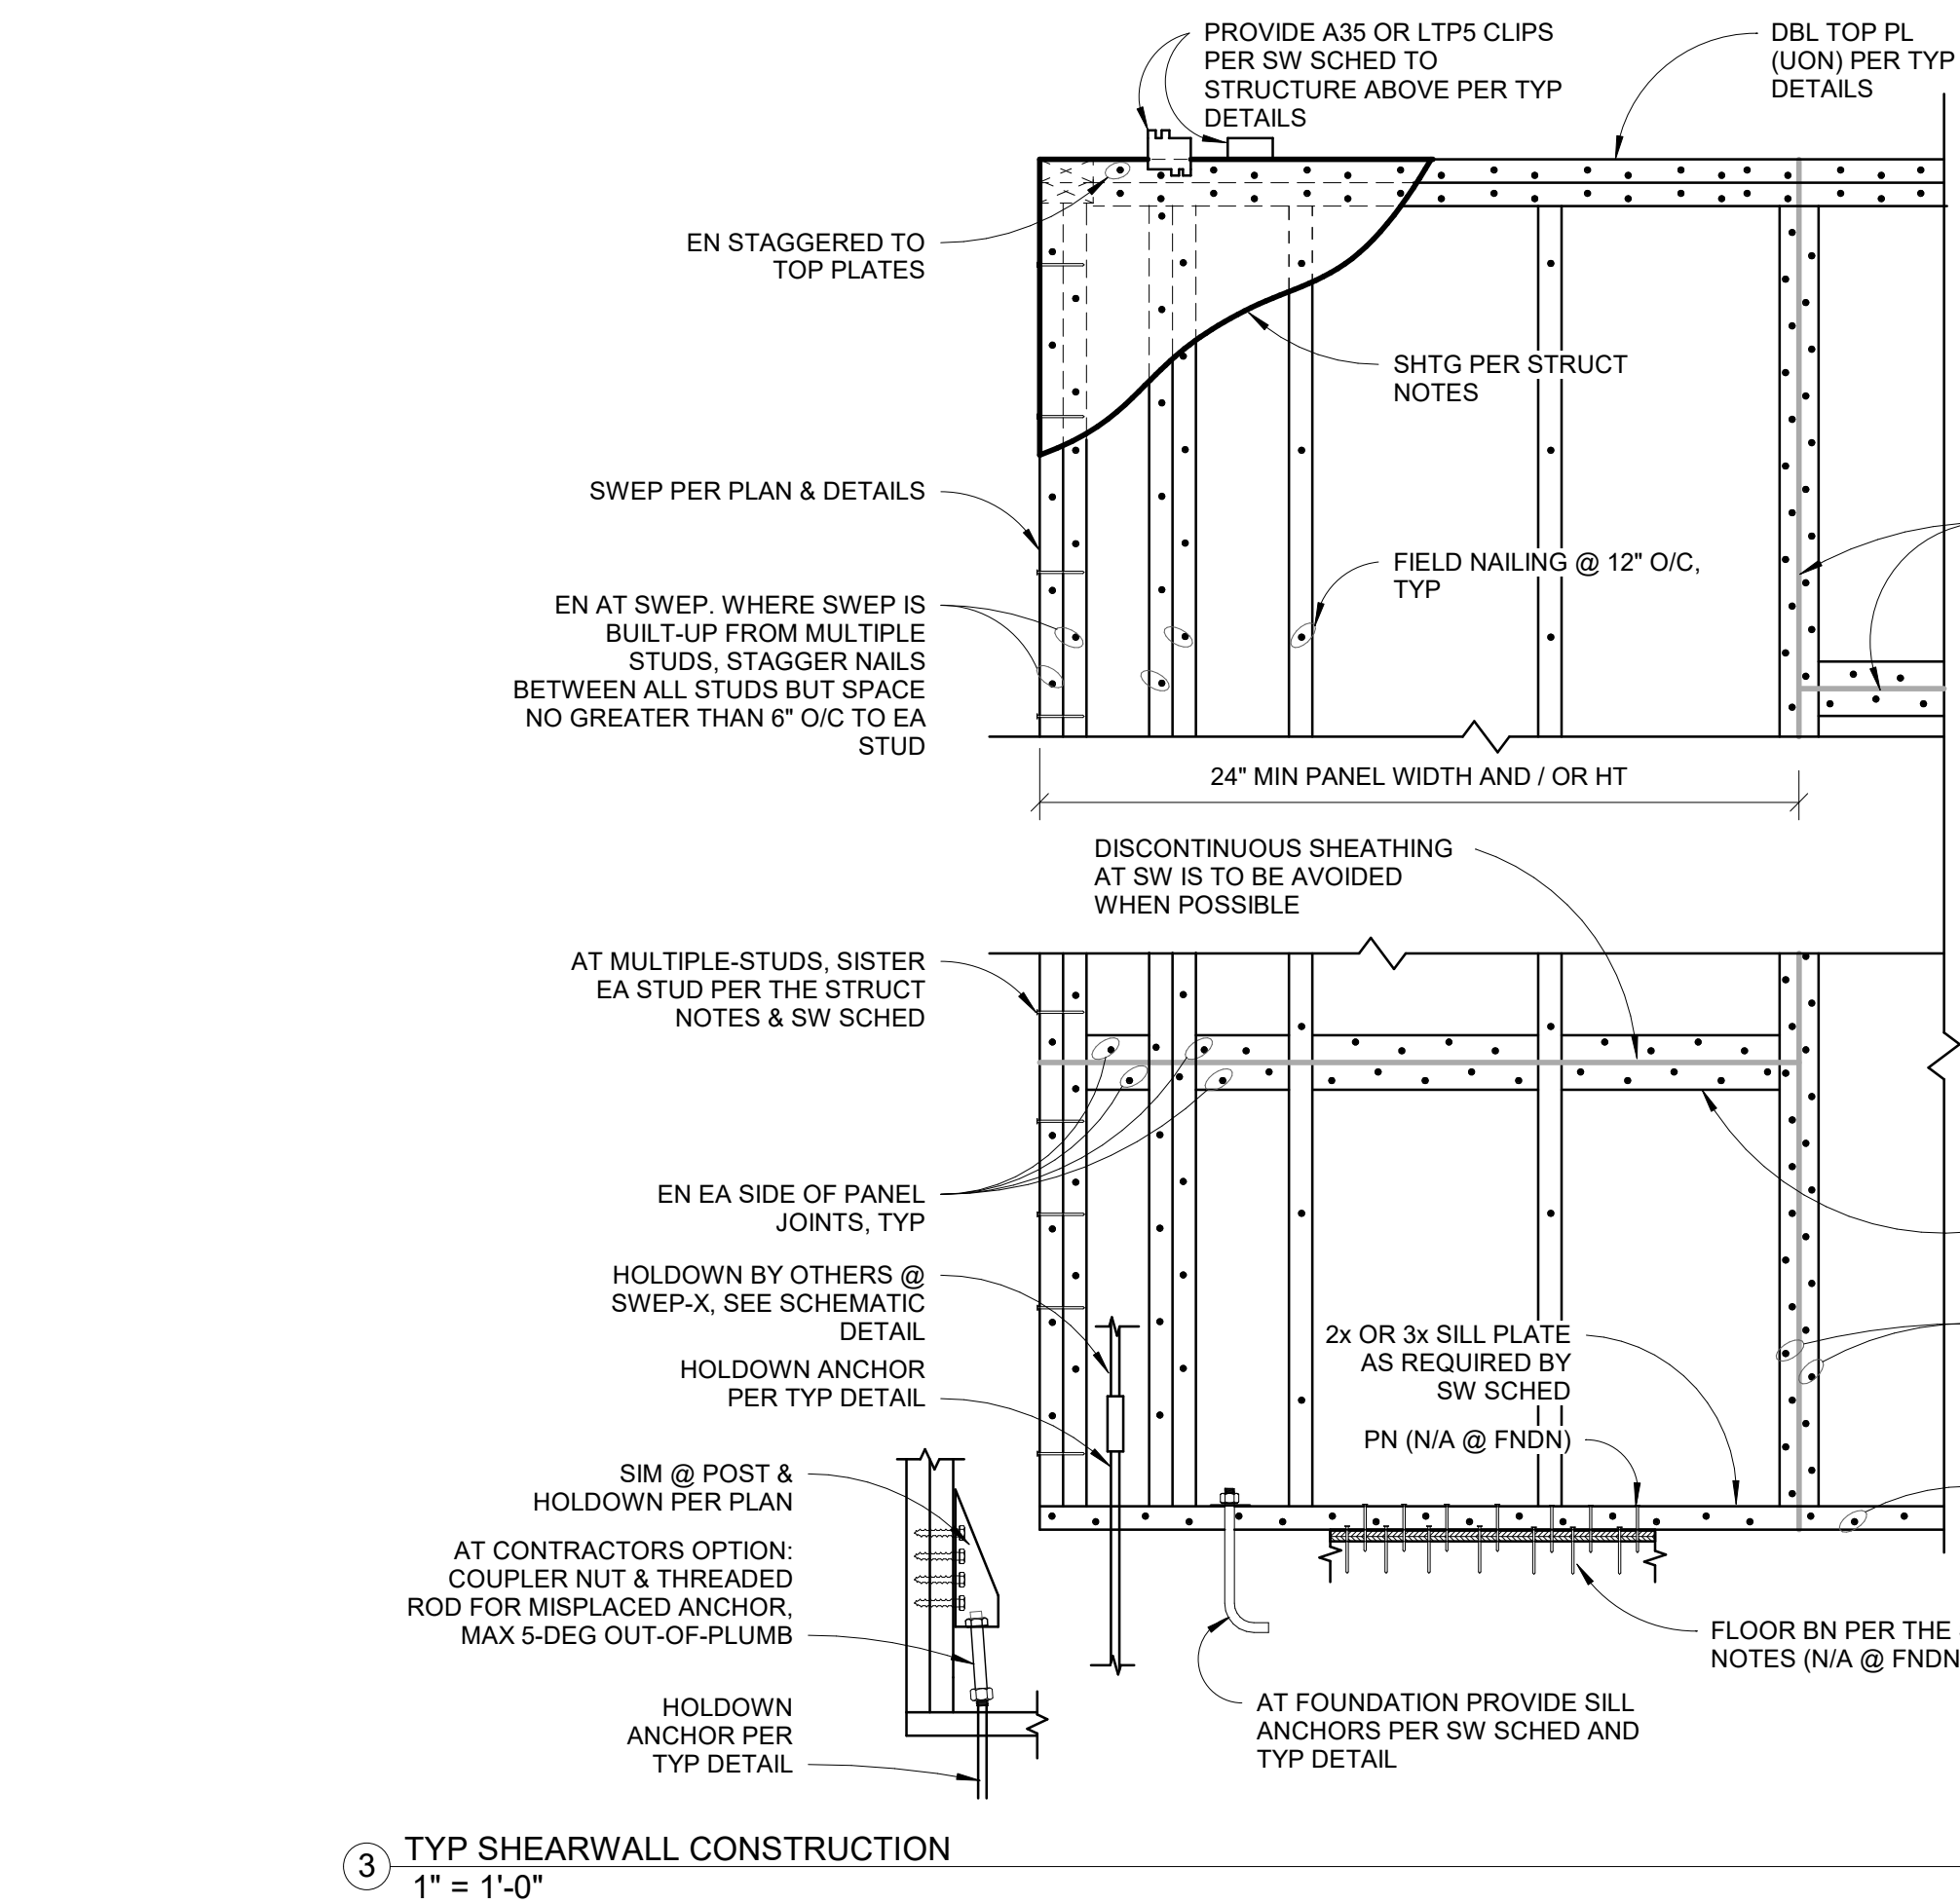 PROVIDE A35 OR LTP5 CLIPS
PER SW SCHED TO
STRUCTURE ABOVE PER TYP
DETAILS
DBL TOP PL
(UON) PER TYP
DETAILS
EN STAGGERED TO
TOP PLATES
SHTG PER STRUCT
NOTES
SWEP PER PLAN & DETAILS
FIELD NAILING @ 12" O/C,
TYP
EN AT SWEP. WHERE SWEP IS
BUILT-UP FROM MULTIPLE
STUDS, STAGGER NAILS
BETWEEN ALL STUDS BUT SPACE
NO GREATER THAN 6" O/C TO EA
STUD
24" MIN PANEL WIDTH AND / OR HT
DISCONTINUOUS SHEATHING
AT SW IS TO BE AVOIDED
WHEN POSSIBLE
AT MULTIPLE-STUDS, SISTER
EA STUD PER THE STRUCT
NOTES & SW SCHED
EN EA SIDE OF PANEL
JOINTS, TYP
HOLDOWN BY OTHERS @
SWEP-X, SEE SCHEMATIC
DETAIL
HOLDOWN ANCHOR
PER TYP DETAIL
2x OR 3x SILL PLATE
AS REQUIRED BY
SW SCHED
PN (N/A @ FNDN)
SIM @ POST &
HOLDOWN PER PLAN
AT CONTRACTORS OPTION:
COUPLER NUT & THREADED
ROD FOR MISPLACED ANCHOR,
MAX 5-DEG OUT-OF-PLUMB
HOLDOWN
ANCHOR PER
TYP DETAIL
FLOOR BN PER THE
NOTES (N/A @ FNDN
AT FOUNDATION PROVIDE SILL
ANCHORS PER SW SCHED AND
TYP DETAIL
3 TYP SHEARWALL CONSTRUCTION
1" = 1'-0"